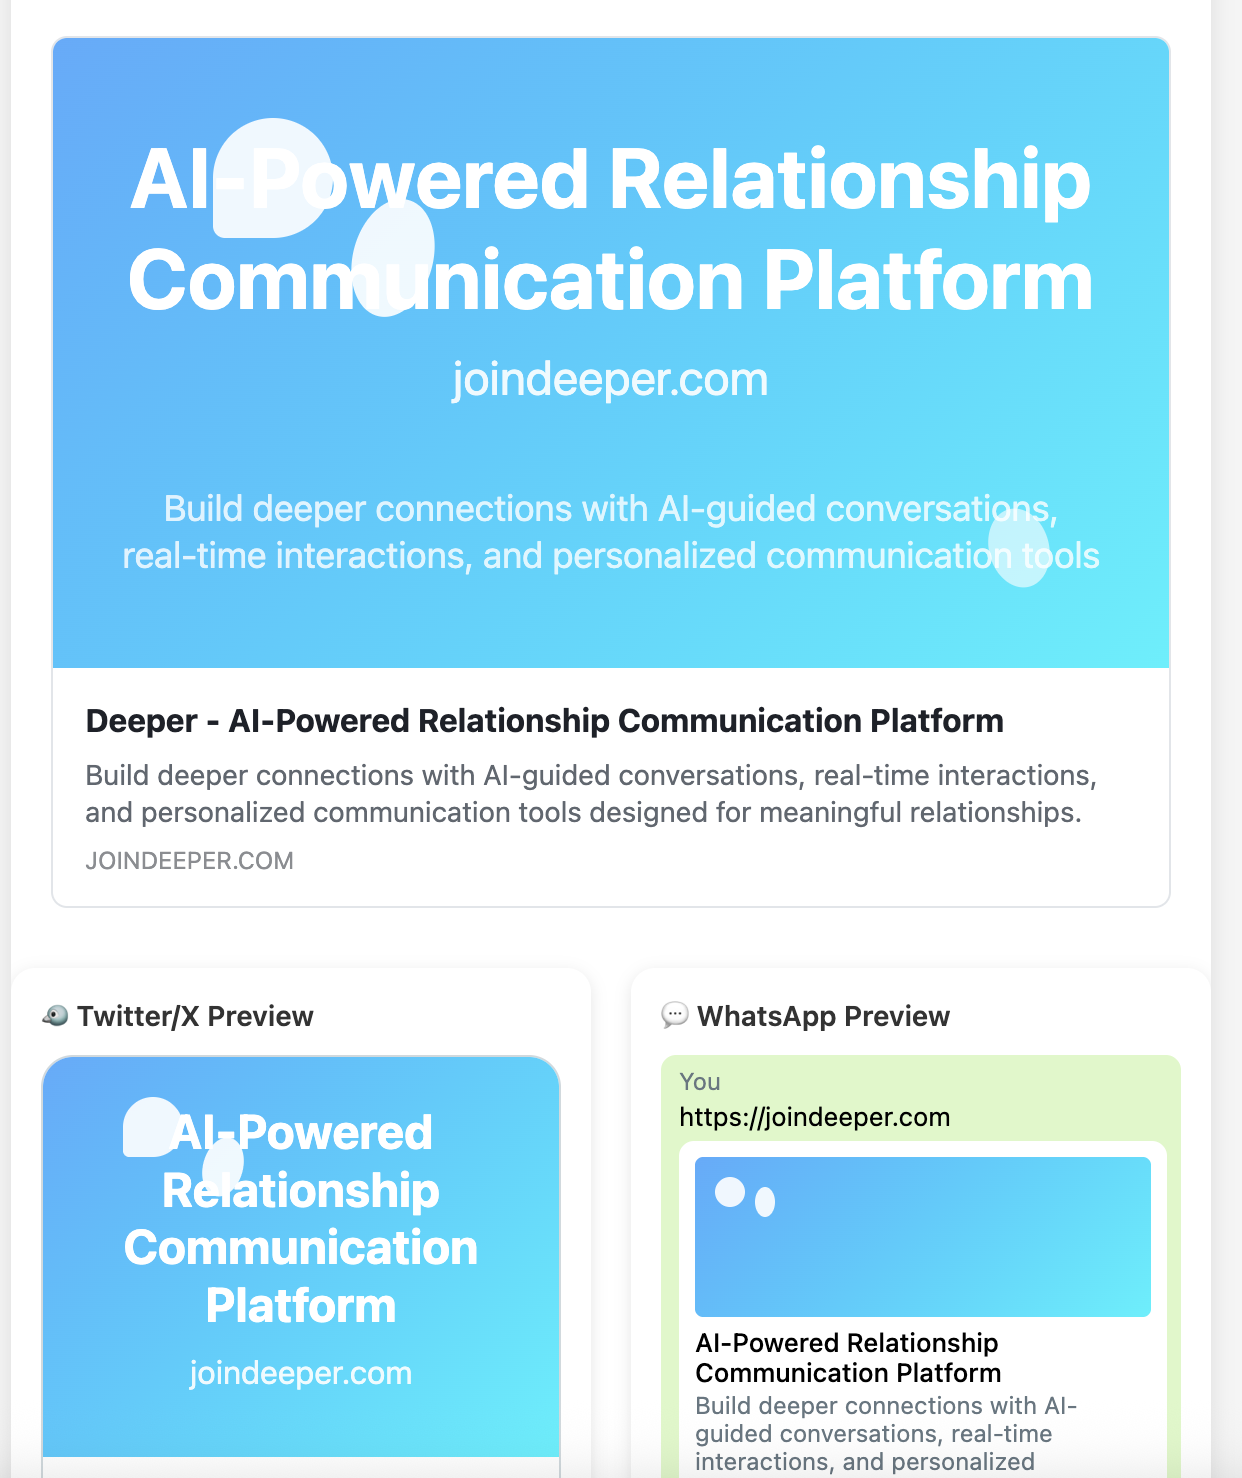 AI-Powered Relationship
Communication Platform
joindeeper.com
Build deeper connections with AI-guided conversations,
real-time interactions, and personalized communication tools
Deeper - AI-Powered Relationship Communication Platform
Build deeper connections with AI-guided conversations, real-time interactions,
and personalized communication tools designed for meaningful relationships.
JOINDEEPER.COM
Twitter/X Preview
AI-Powered
Relationship
Communication
Platform
joindeeper.com
WhatsApp Preview
You
https://joindeeper.com
AI-Powered Relationship
Communication Platform
Build deeper connections with AI-
guided conversations, real-time
interactions, and personalized